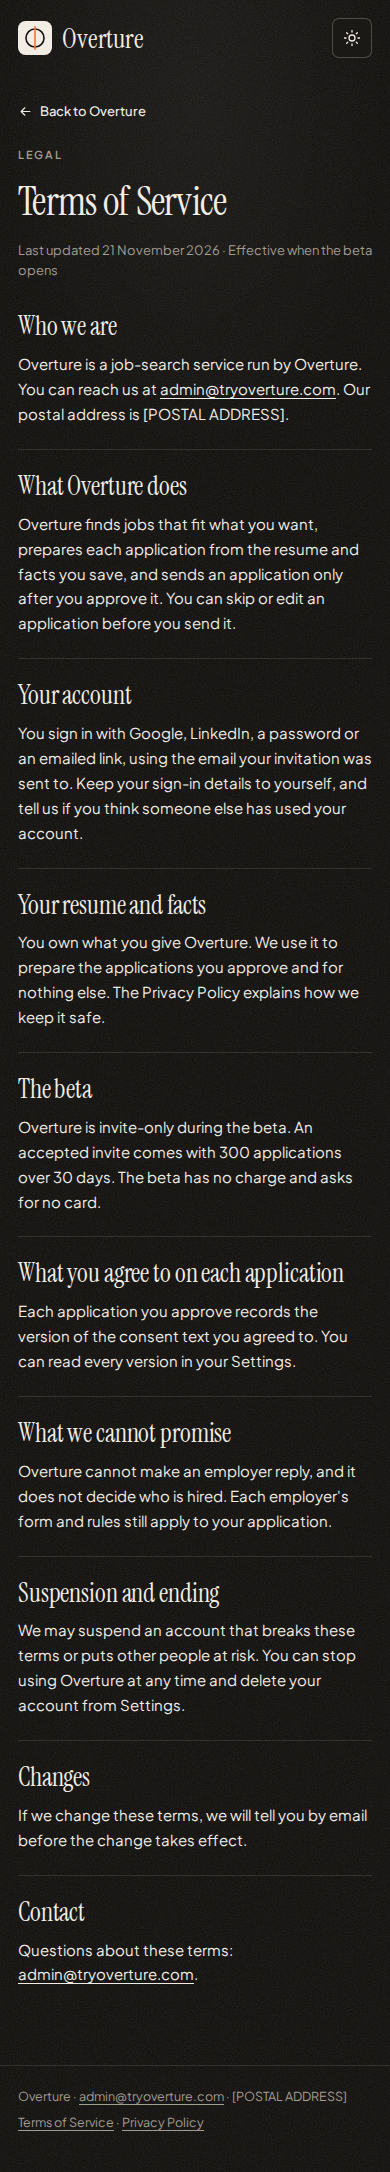 Overture
← Back to Overture
LEGAL
Terms of Service
Last updated 21 November 2026 · Effective when the beta
opens
Who we are
Overture is a job-search service run by Overture.
You can reach us at admin@tryoverture.com. Our
postal address is [POSTAL ADDRESS].
What Overture does
Overture finds jobs that fit what you want,
prepares each application from the resume and
facts you save, and sends an application only
after you approve it. You can skip or edit an
application before you send it.
Your account
You sign in with Google, LinkedIn, a password or
an emailed link, using the email your invitation was
sent to. Keep your sign-in details to yourself, and
tell us if you think someone else has used your
account.
Your resume and facts
You own what you give Overture. We use it to
prepare the applications you approve and for
nothing else. The Privacy Policy explains how we
keep it safe.
The beta
Overture is invite-only during the beta. An
accepted invite comes with 300 applications
over 30 days. The beta has no charge and asks
for no card.
What you agree to on each application
Each application you approve records the
version of the consent text you agreed to. You
can read every version in your Settings.
What we cannot promise
Overture cannot make an employer reply, and it
does not decide who is hired. Each employer's
form and rules still apply to your application.
Suspension and ending
We may suspend an account that breaks these
terms or puts other people at risk. You can stop
using Overture at any time and delete your
account from Settings.
Changes
If we change these terms, we will tell you by email
before the change takes effect.
Contact
Questions about these terms:
admin@tryoverture.com.
Overture · admin@tryoverture.com · [POSTAL ADDRESS]
Terms of Service · Privacy Policy